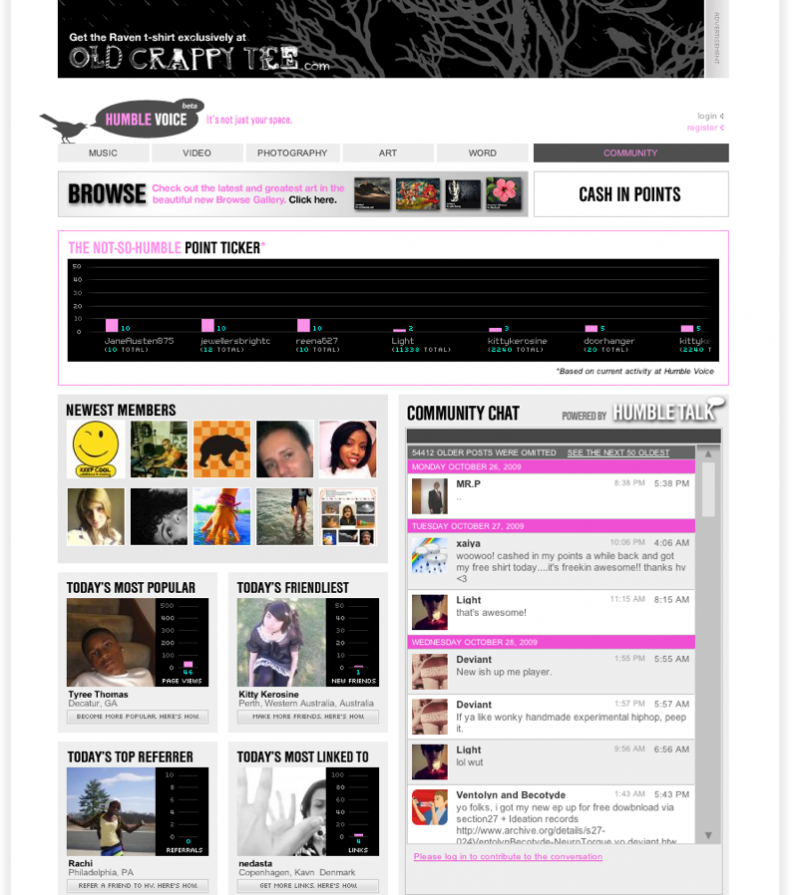 Get the Raven t-shirt exclusively at
OLD CRAPPY TEE.com
ADVERTISEMENT
HUMBLE VOICE beta
It's not just your space.
login
register
MUSIC VIDEO PHOTOGRAPHY ART WORD COMMUNITY
BROWSE
Check out the latest and greatest art in the
beautiful new Browse Gallery. Click here.
CASH IN POINTS
THE NOT-SO-HUMBLE POINT TICKER*
50
40
30
20
10
0
10 10 10 2 3 5 5
JaneAusten875 jewellersbrightc reena627 Light kittykerosine doorhanger kittyk
(10 TOTAL) (12 TOTAL) (10 TOTAL) (11338 TOTAL) (2240 TOTAL) (20 TOTAL) (2240 T
*Based on current activity at Humble Voice
NEWEST MEMBERS
KEEP COOL
TODAY'S MOST POPULAR
500
400
300
200
100
0
46
PAGE VIEWS
Tyree Thomas
Decatur, GA
BECOME MORE POPULAR. HERE'S HOW.
TODAY'S FRIENDLIEST
50
40
30
20
10
0
1
NEW FRIENDS
Kitty Kerosine
Perth, Western Australia, Australia
MAKE MORE FRIENDS. HERE'S HOW.
TODAY'S TOP REFERRER
10
8
6
4
2
0
0
REFERRALS
Rachi
Philadelphia, PA
REFER A FRIEND TO HV. HERE'S HOW.
TODAY'S MOST LINKED TO
100
80
60
40
20
0
4
LINKS
nedasta
Copenhagen, Kavn Denmark
GET MORE LINKS. HERE'S HOW.
COMMUNITY CHAT
POWERED BY HUMBLE TALK
54412 OLDER POSTS WERE OMITTED SEE THE NEXT 50 OLDEST
MONDAY OCTOBER 26, 2009
MR.P 8:38 PM 5:38 PM
..
TUESDAY OCTOBER 27, 2009
xaiya 10:06 PM 4:06 AM
woowoo! cashed in my points a while back and got
my free shirt today....it's freekin awesome!! thanks hv
<3
Light 11:15 AM 8:15 AM
that's awesome!
WEDNESDAY OCTOBER 28, 2009
Deviant 1:55 PM 5:55 AM
New ish up me player.
Deviant 1:57 PM 5:57 AM
If ya like wonky handmade experimental hiphop, peep
it.
Light 9:56 AM 6:56 AM
lol wut
Ventolyn and Becotyde 1:43 AM 5:43 PM
yo folks, i got my new ep up for free dowbnload via
section27 + Ideation records
http://www.archive.org/details/s27-
024VentolynBecotyde-NeuroTorque yo deviant htw
Please log in to contribute to the conversation